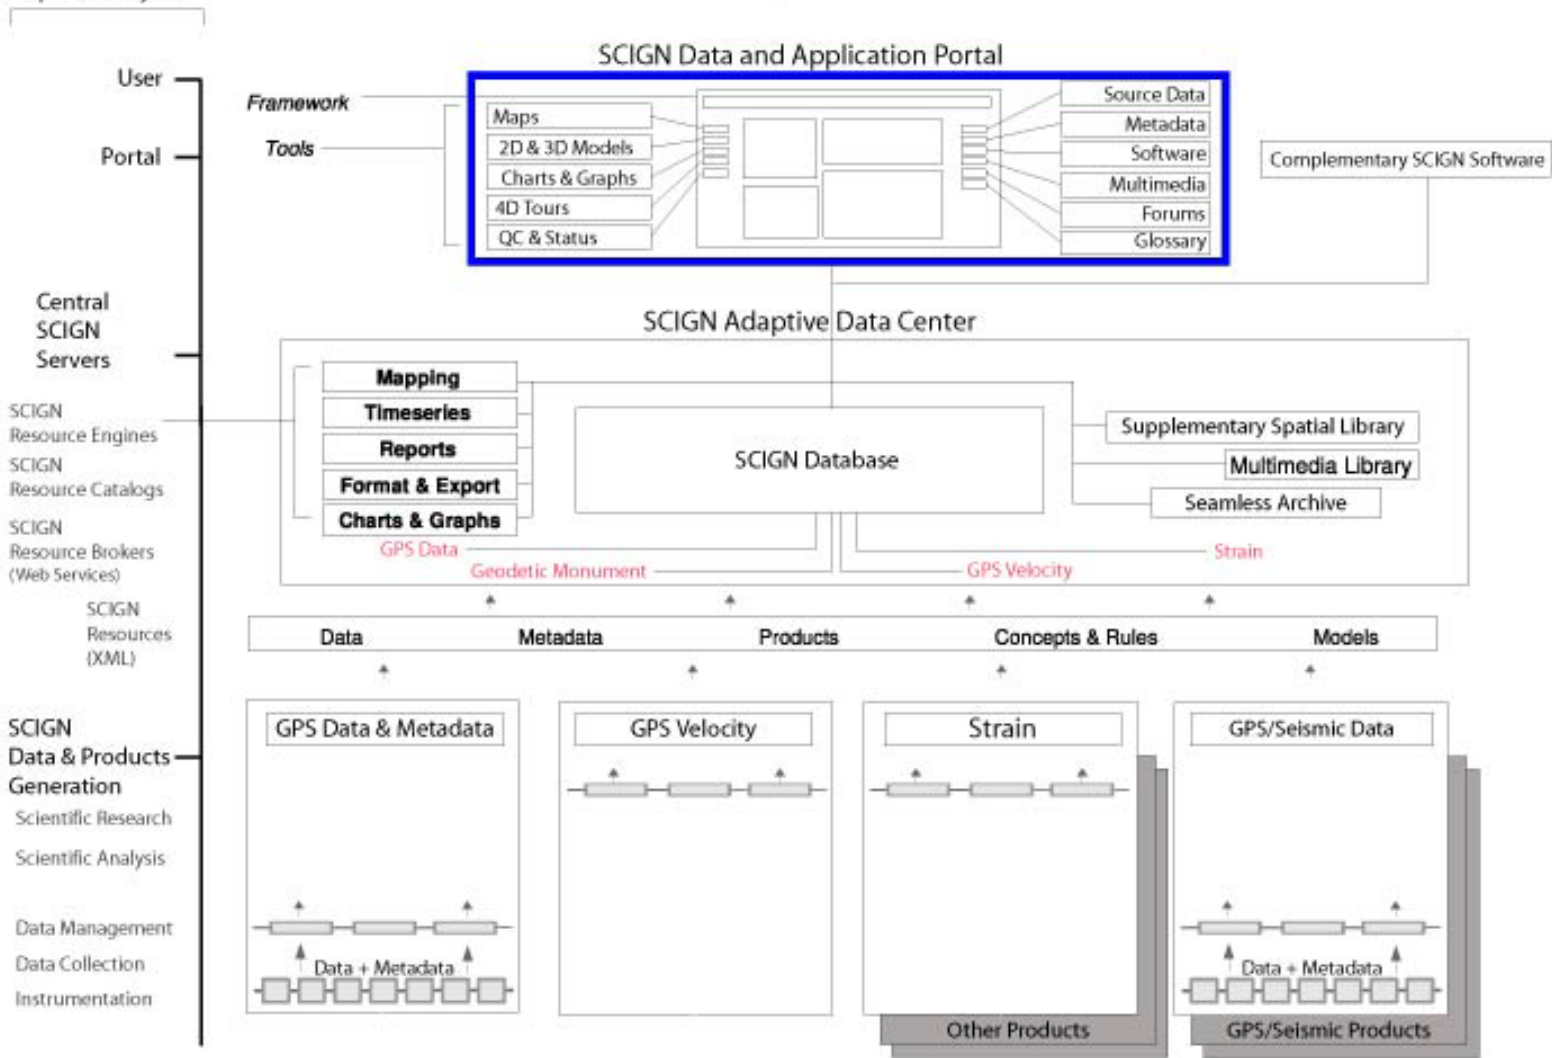 SCIGN Data and Application Portal
User
Framework
Maps
Source Data
Tools
2D & 3D Models
Metadata
Portal
Charts & Graphs
Software
Complementary SCIGN Software
4D Tours
Multimedia
QC & Status
Forums
Glossary
Central
SCIGN
Servers
SCIGN Adaptive Data Center
Mapping
Timeseries
Reports
Format & Export
Charts & Graphs
SCIGN Database
Supplementary Spatial Library
Multimedia Library
Seamless Archive
SCIGN
Resource Engines
SCIGN
Resource Catalogs
SCIGN
Resource Brokers
(Web Services)
GPS Data
Geodetic Monument
GPS Velocity
Strain
SCIGN
Resources
(XML)
Data
Metadata
Products
Concepts & Rules
Models
SCIGN
Data & Products
Generation
Scientific Research
Scientific Analysis
Data Management
Data Collection
Instrumentation
GPS Data & Metadata
Data + Metadata
GPS Velocity
Strain
Other Products
GPS/Seismic Data
Data + Metadata
GPS/Seismic Products